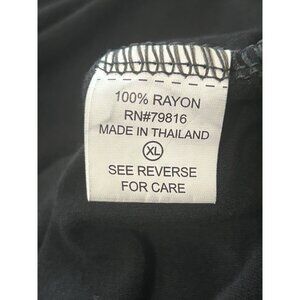 100% RAYON
RN#79816
MADE IN THAILAND
XL
SEE REVERSE
FOR CARE